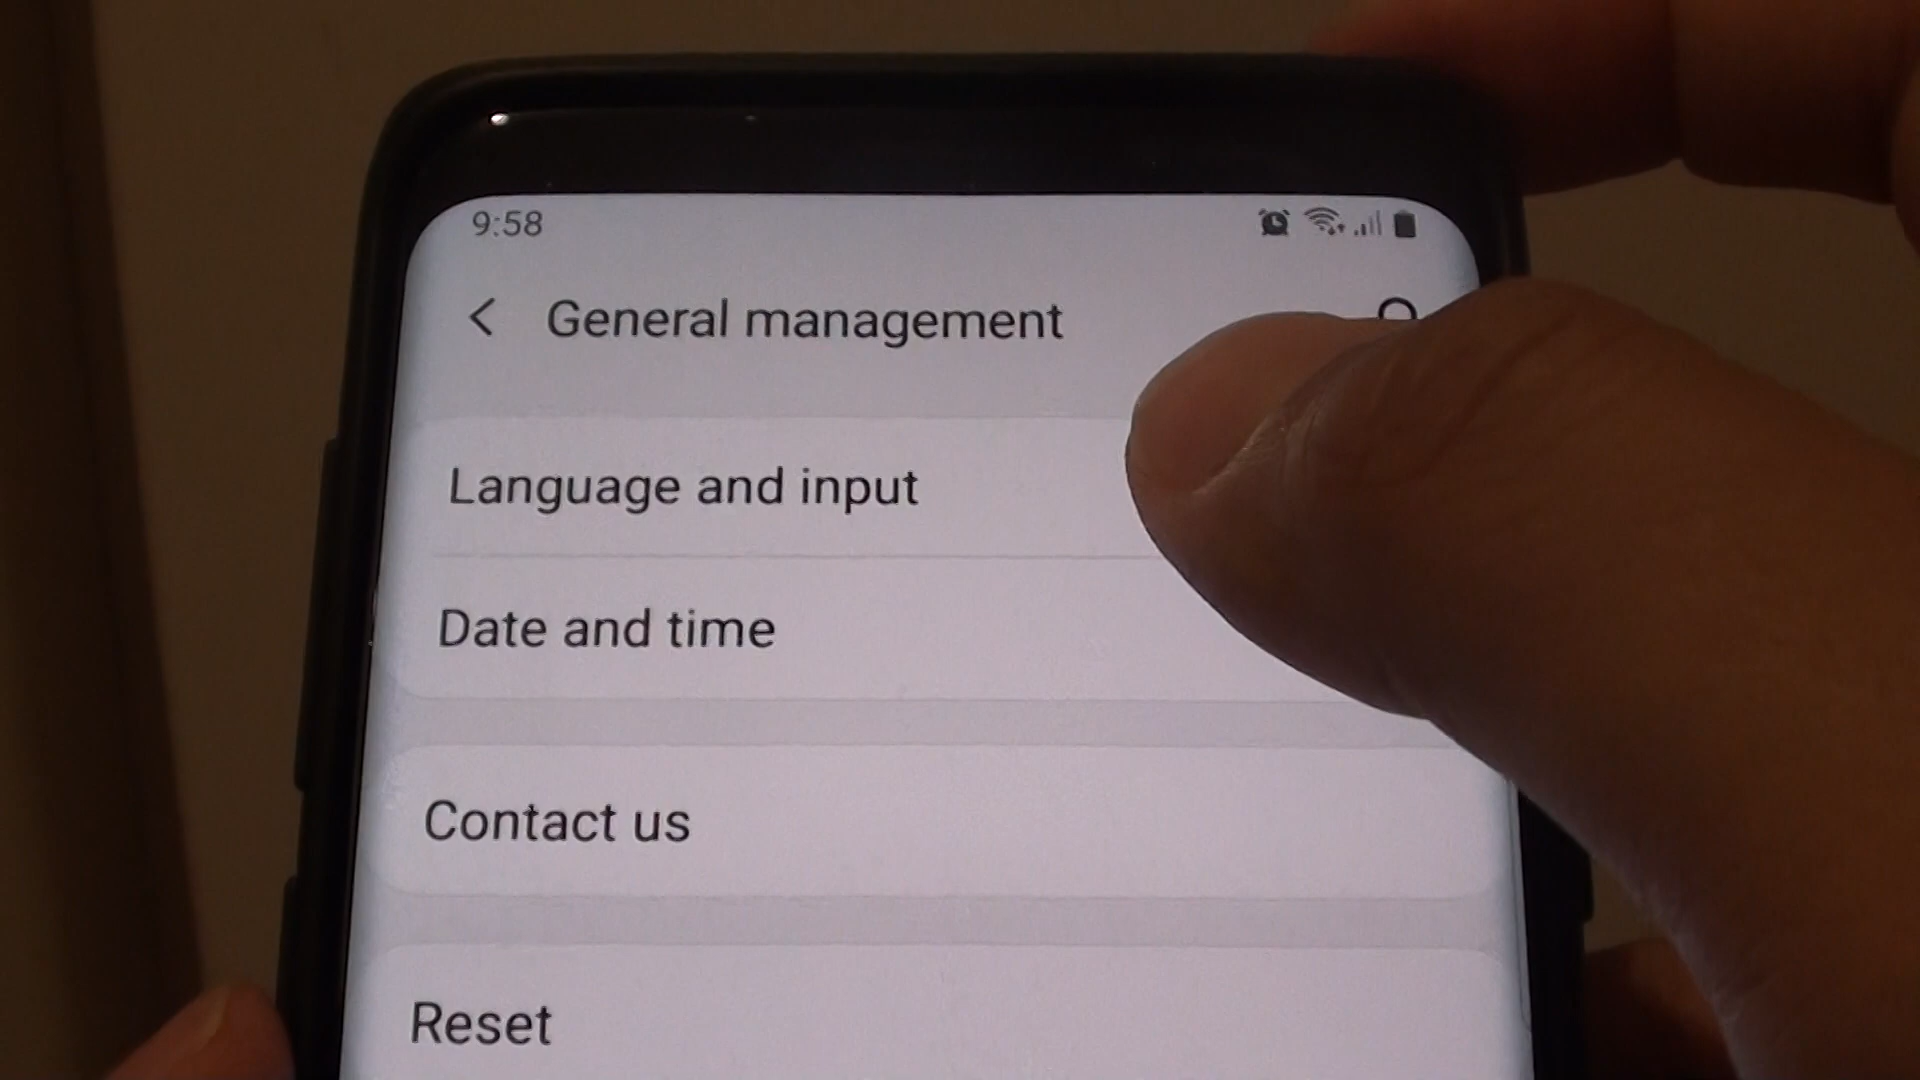 9:58
General management
Language and input
Date and time
Contact us
Reset